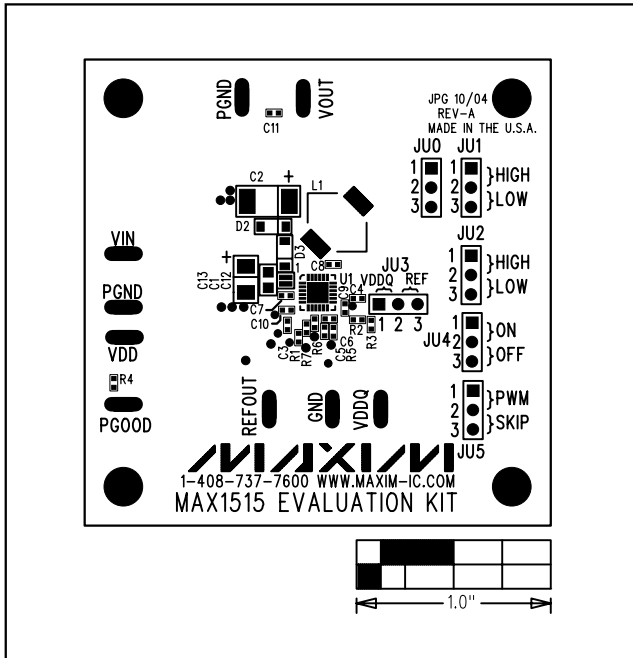 PGND
VOUT
C11
JPG 10/04
REV-A
MADE IN THE U.S.A.
JU0 JU1
1 1 }HIGH
2 2
3 3 }LOW
C2 +
L1
D2
D3
VIN
PGND
VDD
R4
PGOOD
+
C13
C1
C12
1
C8
U1
C7
C10
C9
C4
C3
R1
R7
R6
C5
R5
C6
R2
R3
JU3
VDDQ REF
1 2 3
JU2
1 }HIGH
2
3 }LOW
JU4
1 }ON
2
3 }OFF
1 }PWM
2
3 }SKIP
JU5
REFOUT
GND
VDDQ
MAXIM
1-408-737-7600 WWW.MAXIM-IC.COM
MAX1515 EVALUATION KIT
1.0"